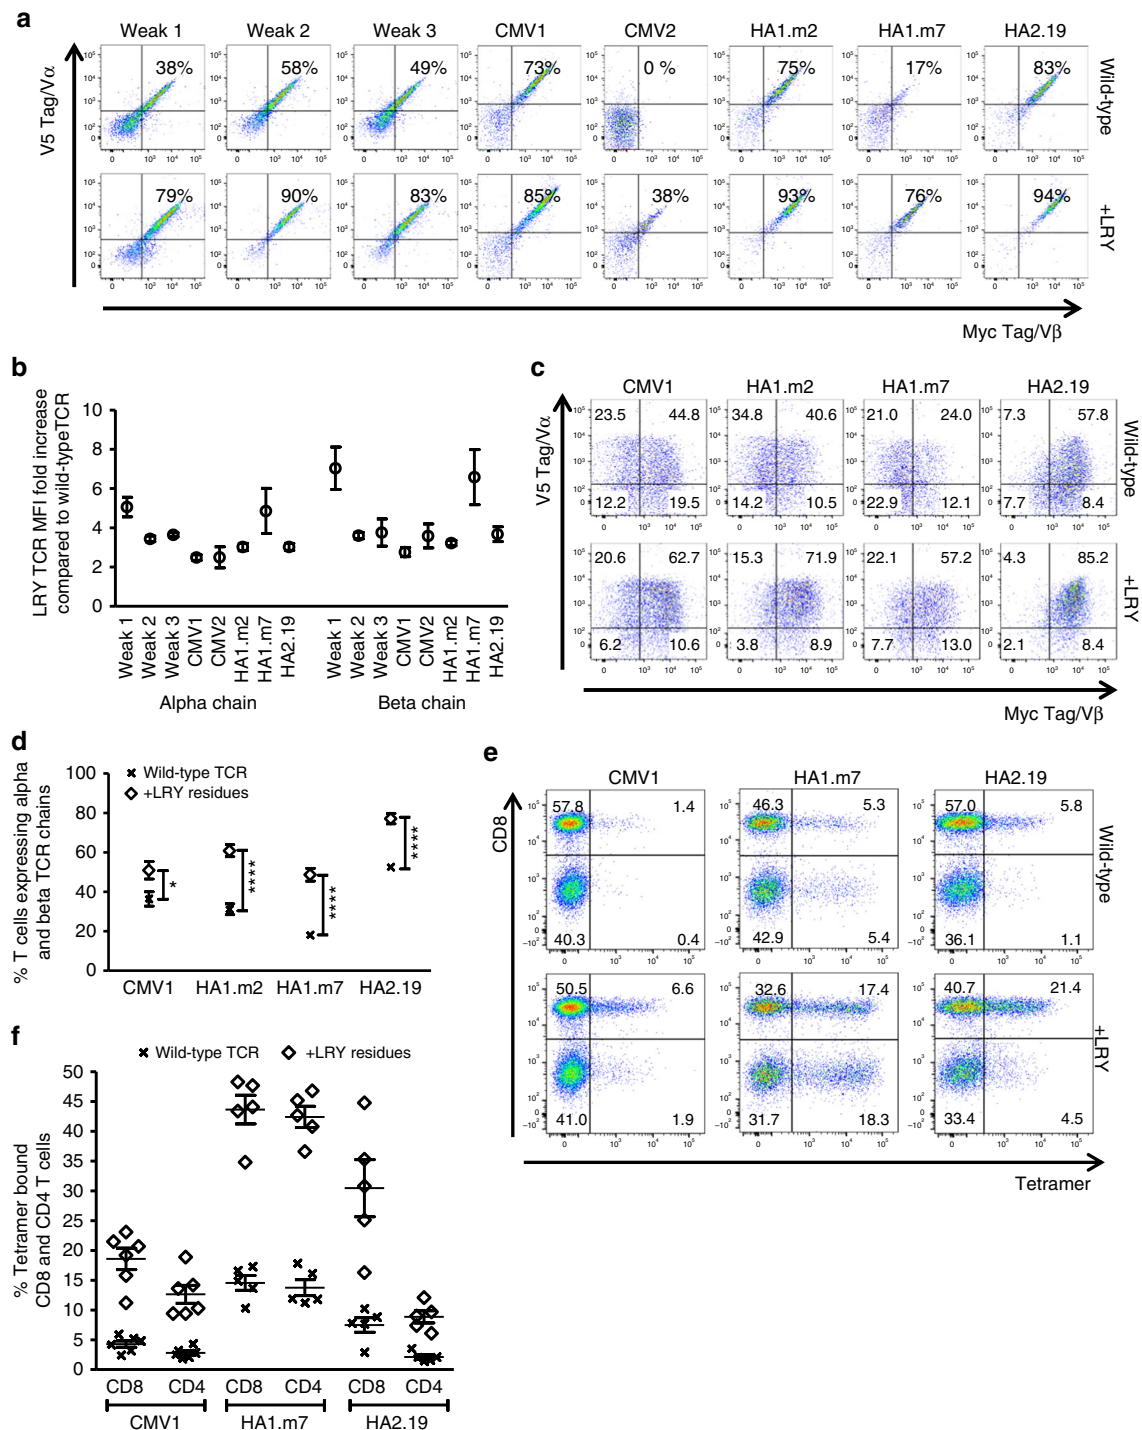 a
Weak 1 Weak 2 Weak 3 CMV1 CMV2 HA1.m2 HA1.m7 HA2.19
V5 Tag/Vα
38% 58% 49% 73% 0 % 75% 17% 83%
Wild-type
79% 90% 83% 85% 38% 93% 76% 94%
+LRY
Myc Tag/Vβ
b
LRY TCR MFI fold increase
compared to wild-typeTCR
10
8
6
4
2
0
Weak 1 Weak 2 Weak 3 CMV1 CMV2 HA1.m2 HA1.m7 HA2.19 Weak 1 Weak 2 Weak 3 CMV1 CMV2 HA1.m2 HA1.m7 HA2.19
Alpha chain Beta chain
c
CMV1 HA1.m2 HA1.m7 HA2.19
V5 Tag/Vα
23.5 44.8 34.8 40.6 21.0 24.0 7.3 57.8
12.2 19.5 14.2 10.5 22.9 12.1 7.7 8.4
Wild-type
20.6 62.7 15.3 71.9 22.1 57.2 4.3 85.2
6.2 10.6 3.8 8.9 7.7 13.0 2.1 8.4
+LRY
Myc Tag/Vβ
d
% T cells expressing alpha
and beta TCR chains
Wild-type TCR
+LRY residues
100
80
60
40
20
0
* **** **** ****
CMV1 HA1.m2 HA1.m7 HA2.19
e
CMV1 HA1.m7 HA2.19
CD8
57.8 1.4 46.3 5.3 57.0 5.8
40.3 0.4 42.9 5.4 36.1 1.1
Wild-type
50.5 6.6 32.6 17.4 40.7 21.4
41.0 1.9 31.7 18.3 33.4 4.5
+LRY
Tetramer
f
Wild-type TCR +LRY residues
% Tetramer bound
CD8 and CD4 T cells
50
45
40
35
30
25
20
15
10
5
0
CD8 CD4 CD8 CD4 CD8 CD4
CMV1 HA1.m7 HA2.19